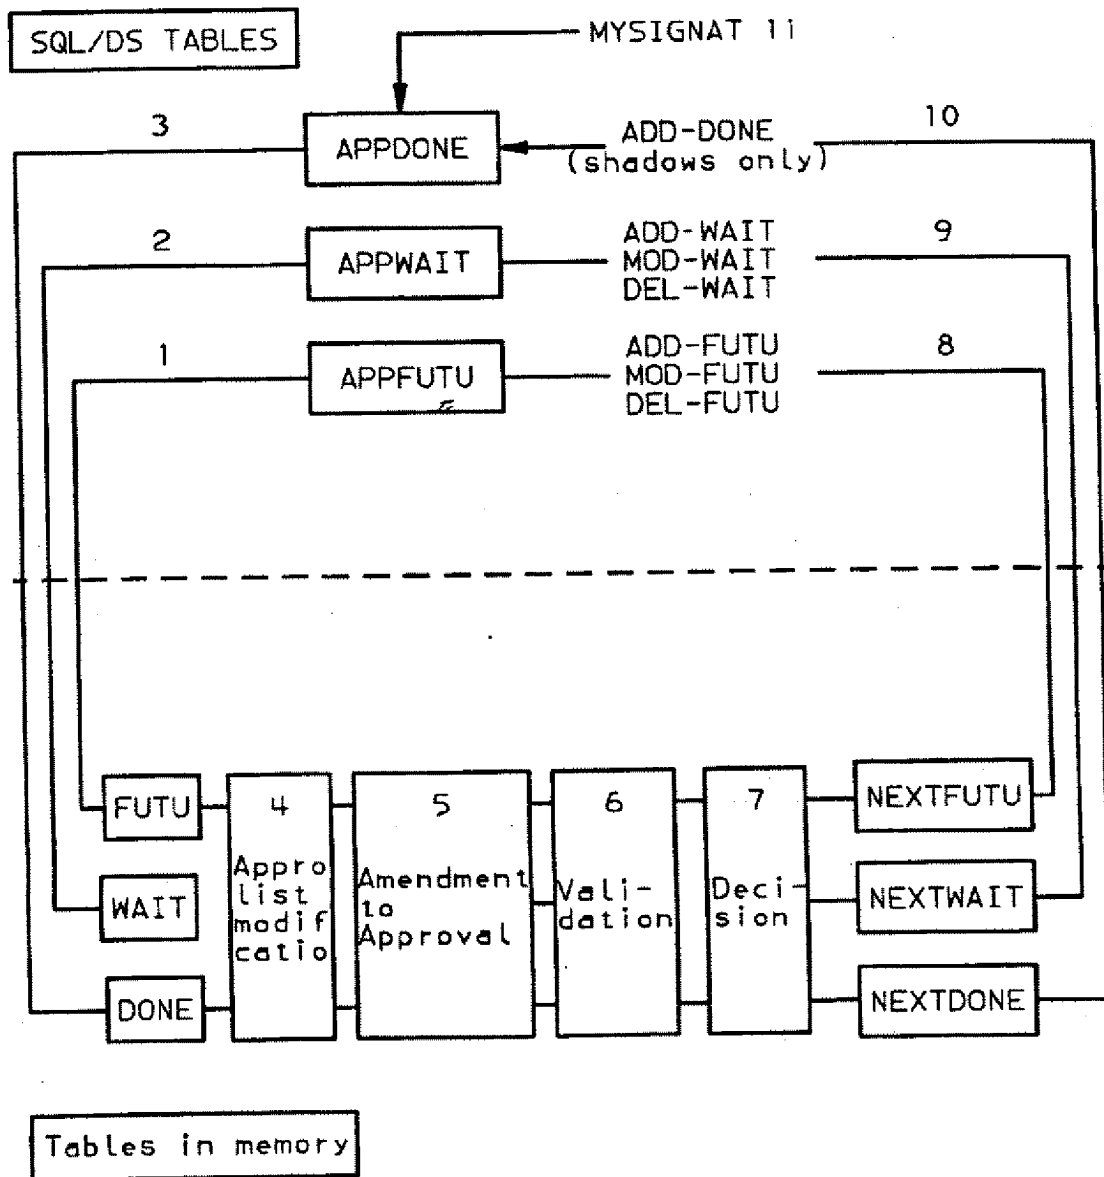 SQL/DS TABLES
MYSIGNAT 1i
3
APPDONE
ADD-DONE
(shadows only)
10
2
APPWAIT
ADD-WAIT
MOD-WAIT
DEL-WAIT
9
1
APPFUTU
ADD-FUTU
MOD-FUTU
DEL-FUTU
8
FUTU
WAIT
DONE
4
Appro
list
modif
catio
5
Amendment
to
Approval
6
Vali-
dation
7
Deci-
sion
NEXTFUTU
NEXTWAIT
NEXTDONE
Tables in memory